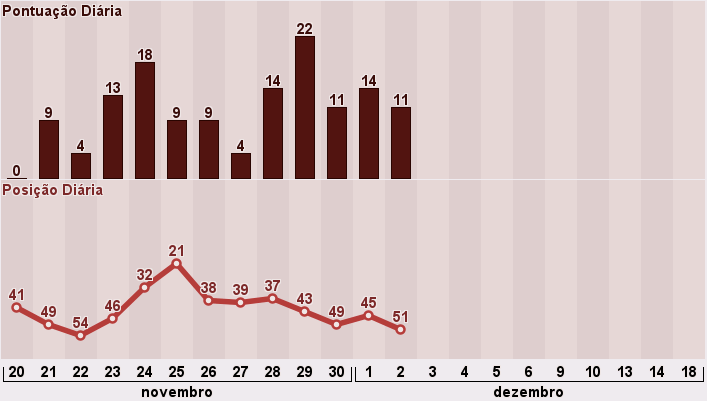 Pontuação Diária
0 9 4 13 18 9 9 4 14 22 11 14 11
Posição Diária
41 49 54 46 32 21 38 39 37 43 49 45 51
20 21 22 23 24 25 26 27 28 29 30 1 2 3 4 5 6 9 10 13 14 18
novembro dezembro